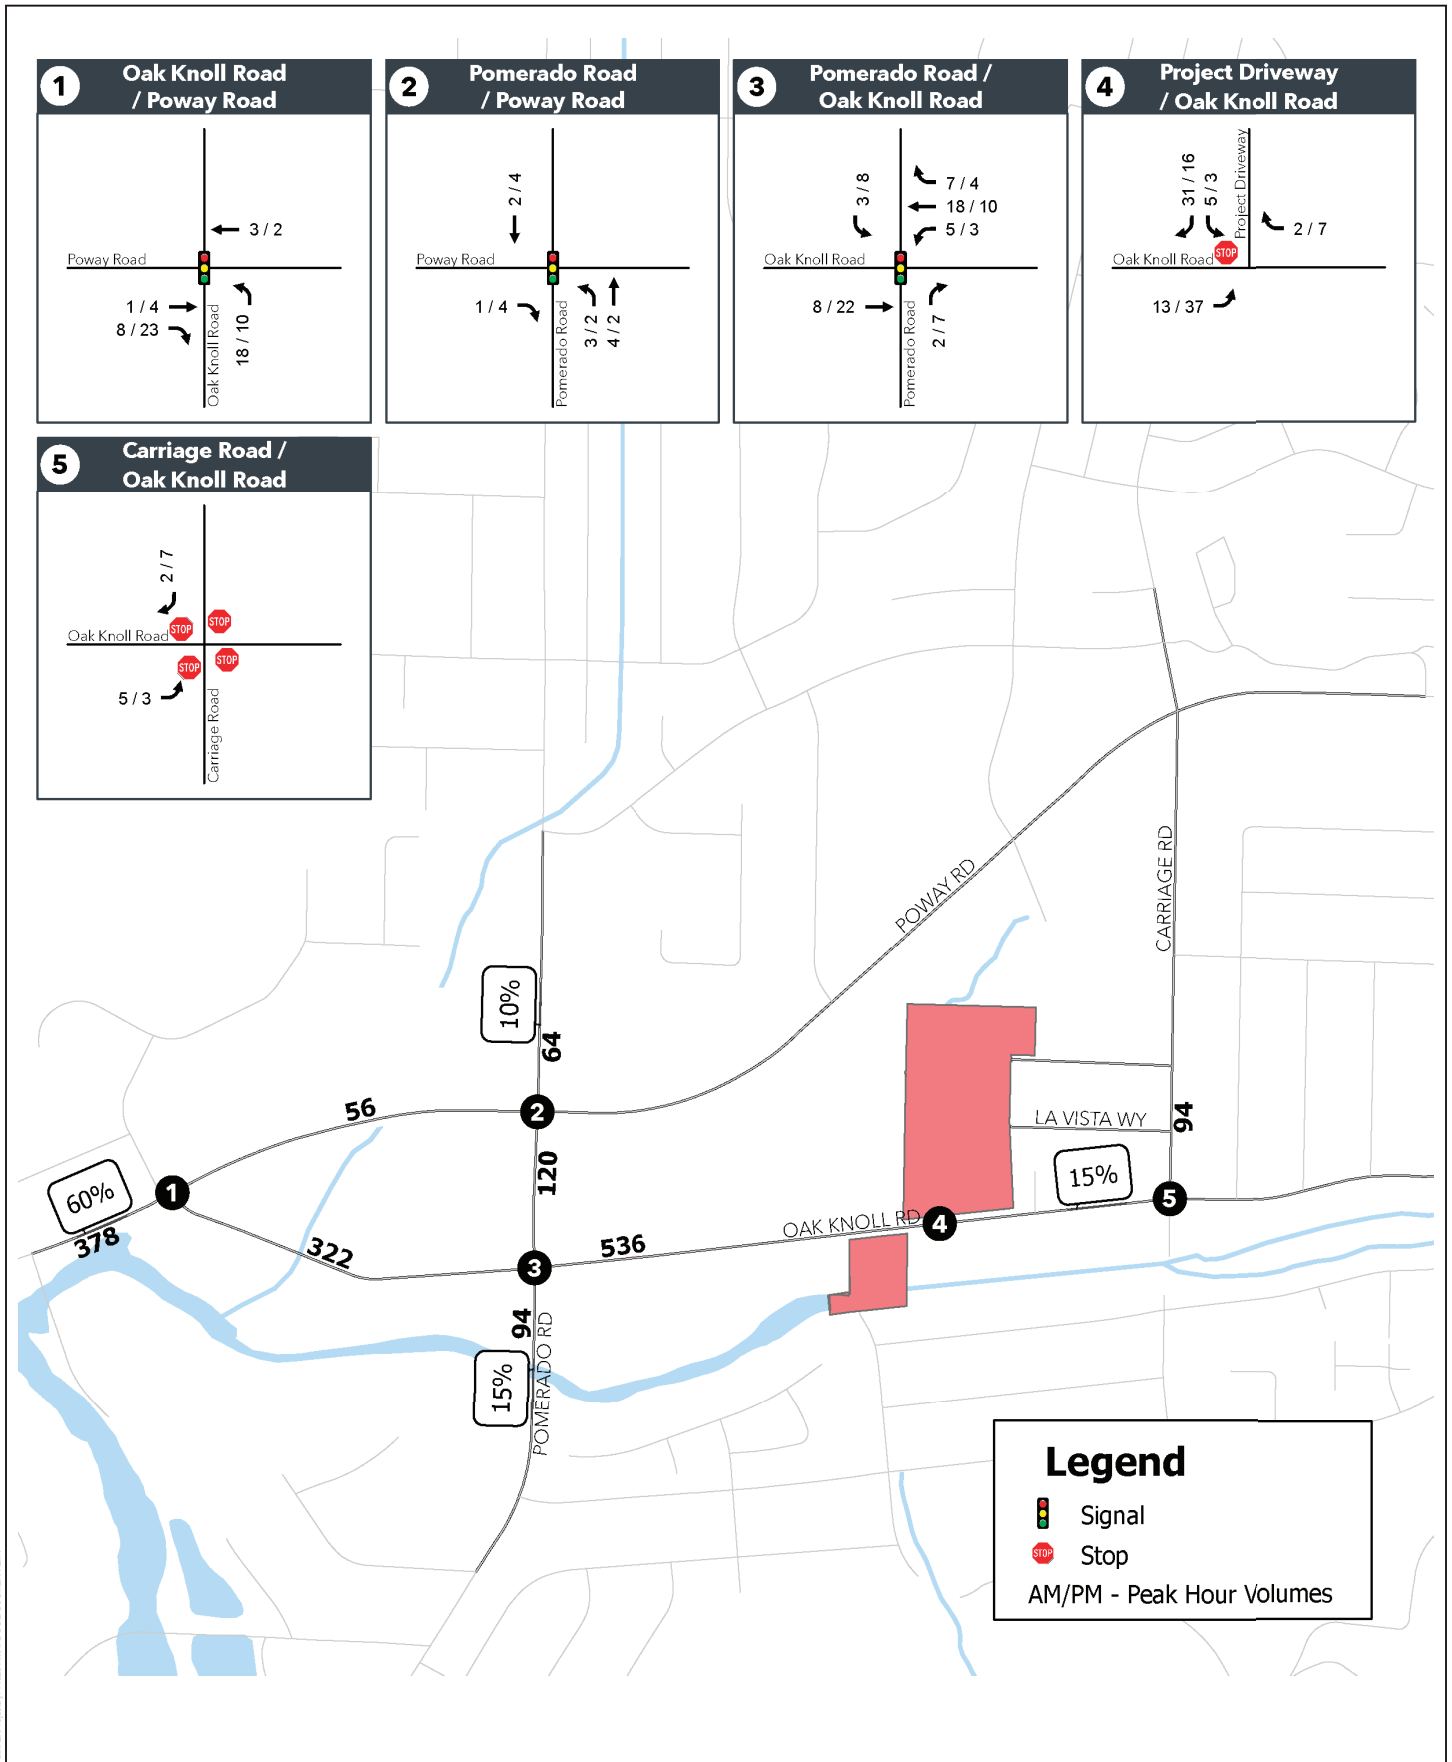 1
Oak Knoll Road
/ Poway Road
3 / 2
Poway Road
1 / 4
8 / 23
18 / 10
Oak Knoll Road
2
Pomerado Road
/ Poway Road
2 / 4
Poway Road
1 / 4
3 / 2
4 / 2
Pomerado Road
3
Pomerado Road /
Oak Knoll Road
3 / 8
7 / 4
18 / 10
5 / 3
Oak Knoll Road
8 / 22
2 / 7
Pomerado Road
4
Project Driveway
/ Oak Knoll Road
31 / 16
5 / 3
Project Driveway
2 / 7
Oak Knoll Road
STOP
13 / 37
5
Carriage Road /
Oak Knoll Road
2 / 7
Oak Knoll Road
STOP
STOP
STOP
STOP
5 / 3
Carriage Road
POWAY RD
CARRIAGE RD
10%
64
56
2
LA VISTA WY
94
120
60%
1
15%
5
378
322
536
OAK KNOLL RD
4
3
94
POMERADO RD
15%
Legend
Signal
STOP
Stop
AM/PM - Peak Hour Volumes